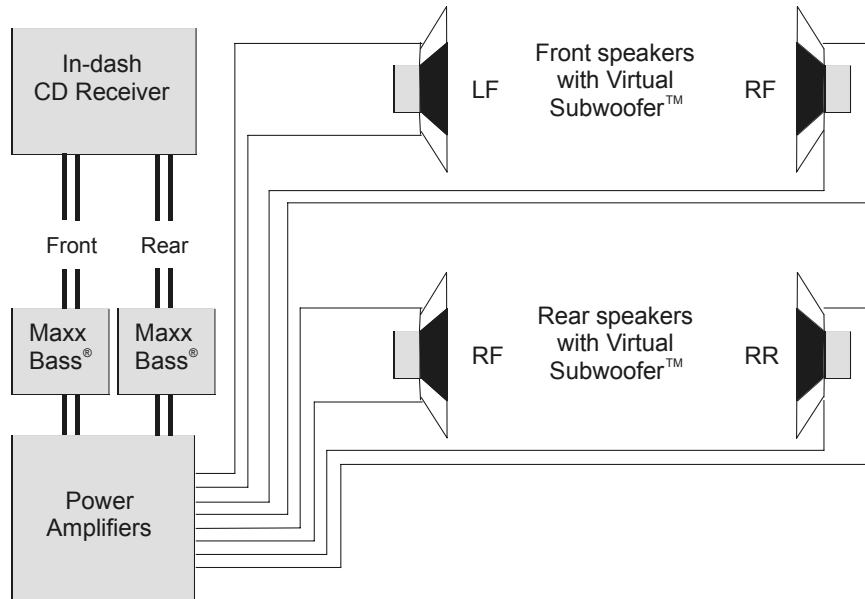 In-dash
CD Receiver
LF
Front speakers
with Virtual
Subwoofer™
RF
Front
Rear
Maxx
Bass®
Maxx
Bass®
RF
Rear speakers
with Virtual
Subwoofer™
RR
Power
Amplifiers